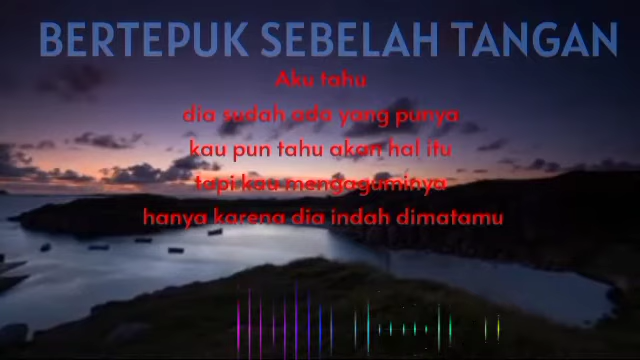 BERTEPUK SEBELAH TANGAN
Aku tahu
dia sudah ada yang punya
kau pun tahu akan hal itu
tapi kau mengagominya
hanya karena dia indah dimatamu